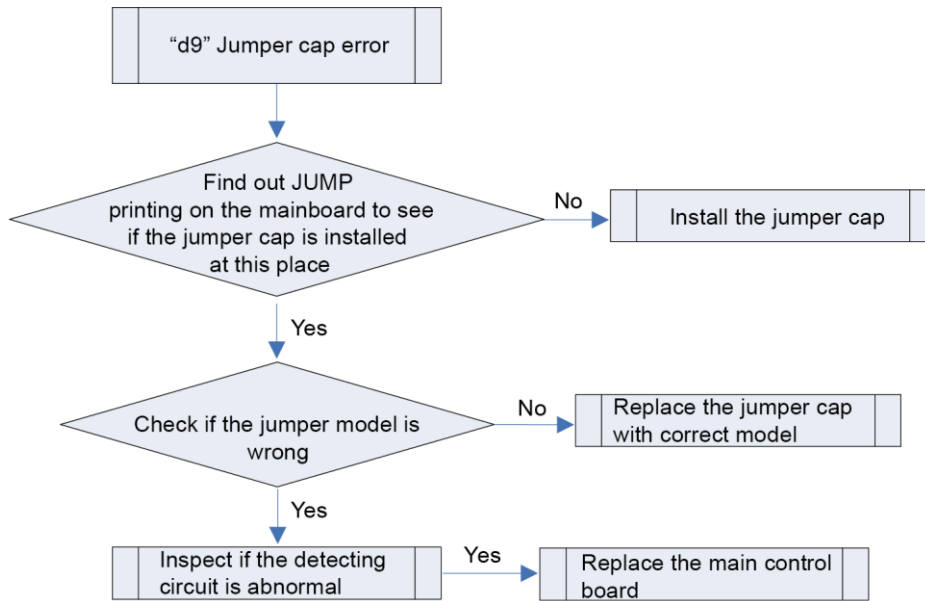 “d9” Jumper cap error
Find out JUMP
printing on the mainboard to see
if the jumper cap is installed
at this place
No
Install the jumper cap
Yes
Check if the jumper model is
wrong
No
Replace the jumper cap
with correct model
Yes
Inspect if the detecting
circuit is abnormal
Yes
Replace the main control
board